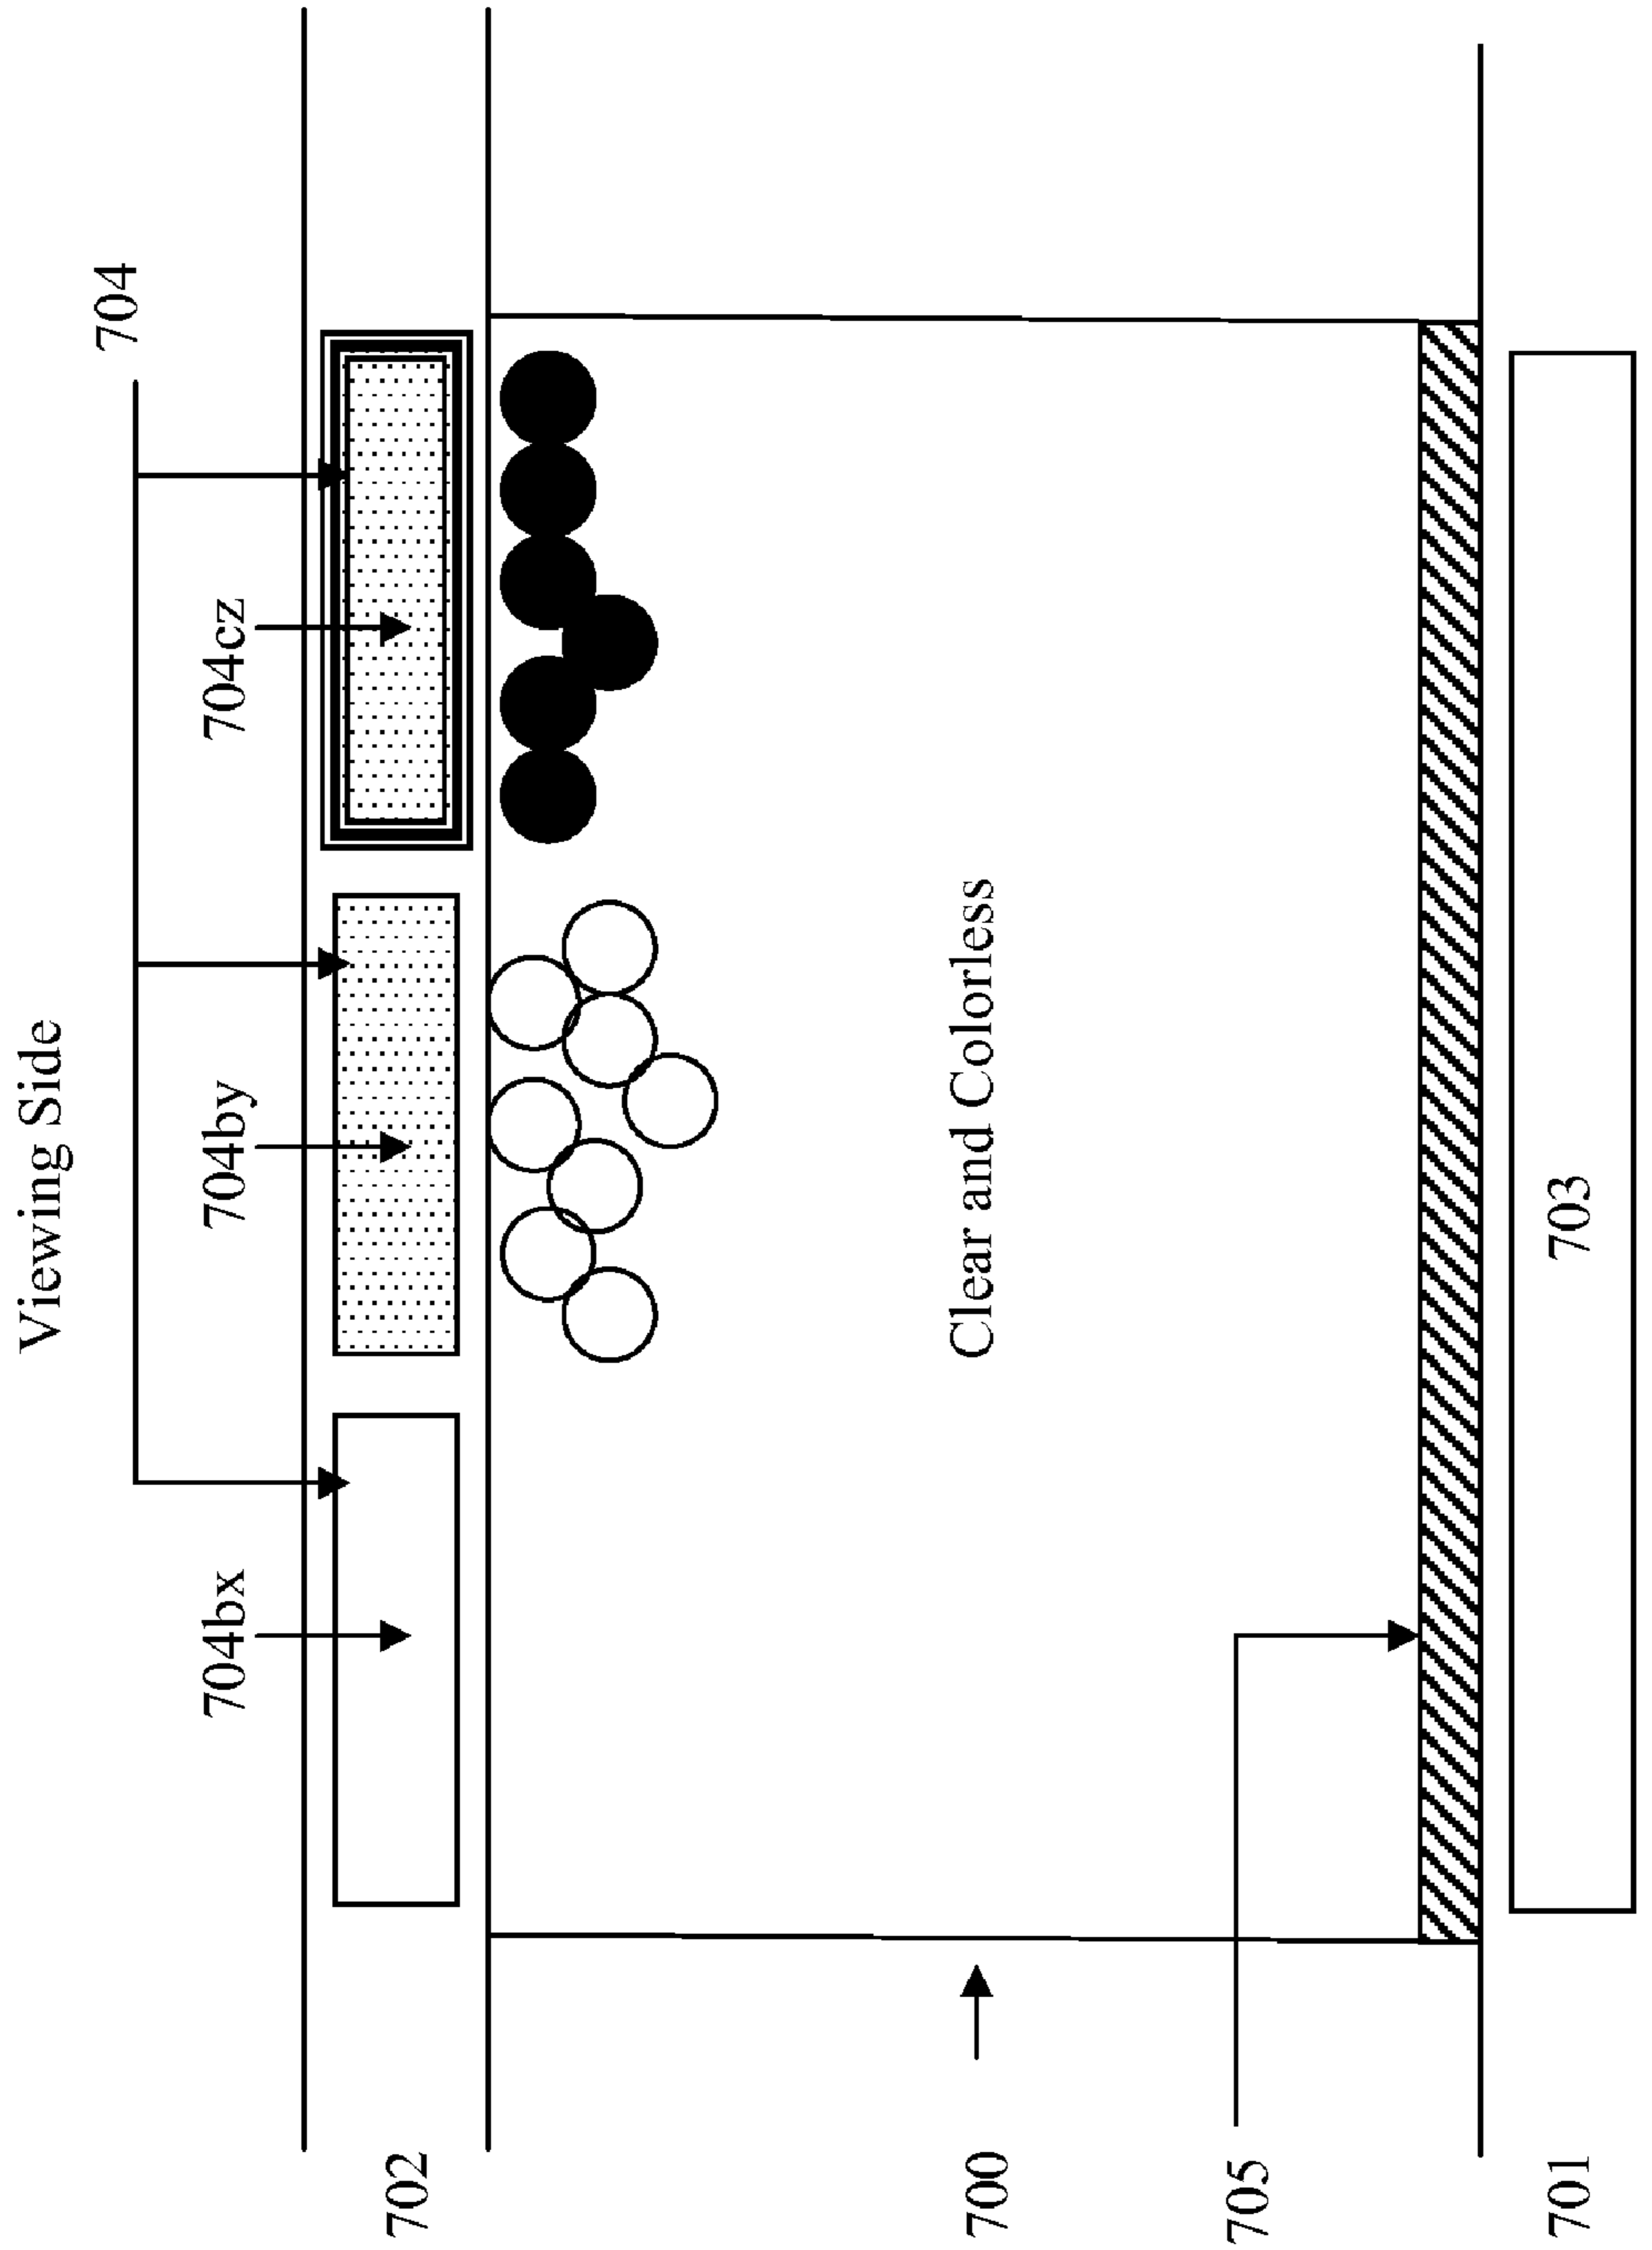 Viewing Side
704
704bx
704by
704cz
702
700
Clear and Colorless
705
701
703